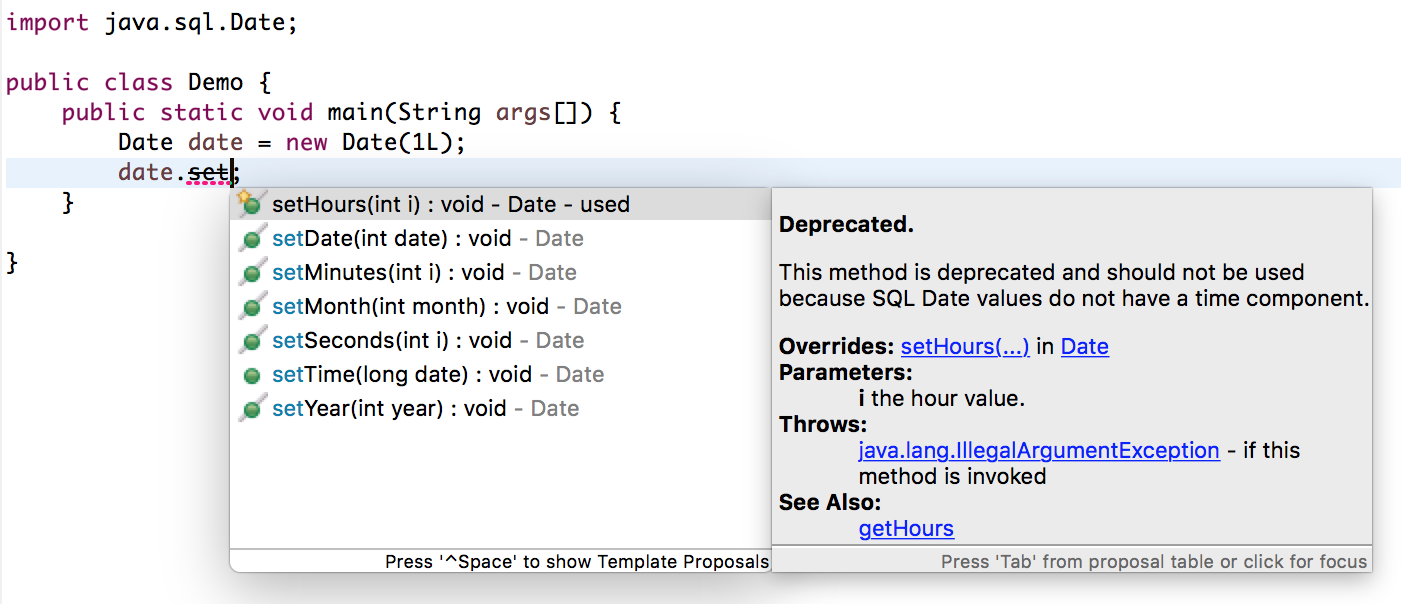 import java.sql.Date;
public class Demo {
public static void main(String args[]) {
Date date = new Date(1L);
date.set;
}
}
setHours(int i) : void - Date - used
setDate(int date) : void - Date
setMinutes(int i) : void - Date
setMonth(int month) : void - Date
setSeconds(int i) : void - Date
setTime(long date) : void - Date
setYear(int year) : void - Date
Press '^Space' to show Template Proposals
Deprecated.
This method is deprecated and should not be used
because SQL Date values do not have a time component.
Overrides: setHours(...) in Date
Parameters:
i the hour value.
Throws:
java.lang.IllegalArgumentException - if this
method is invoked
See Also:
getHours
Press 'Tab' from proposal table or click for focus